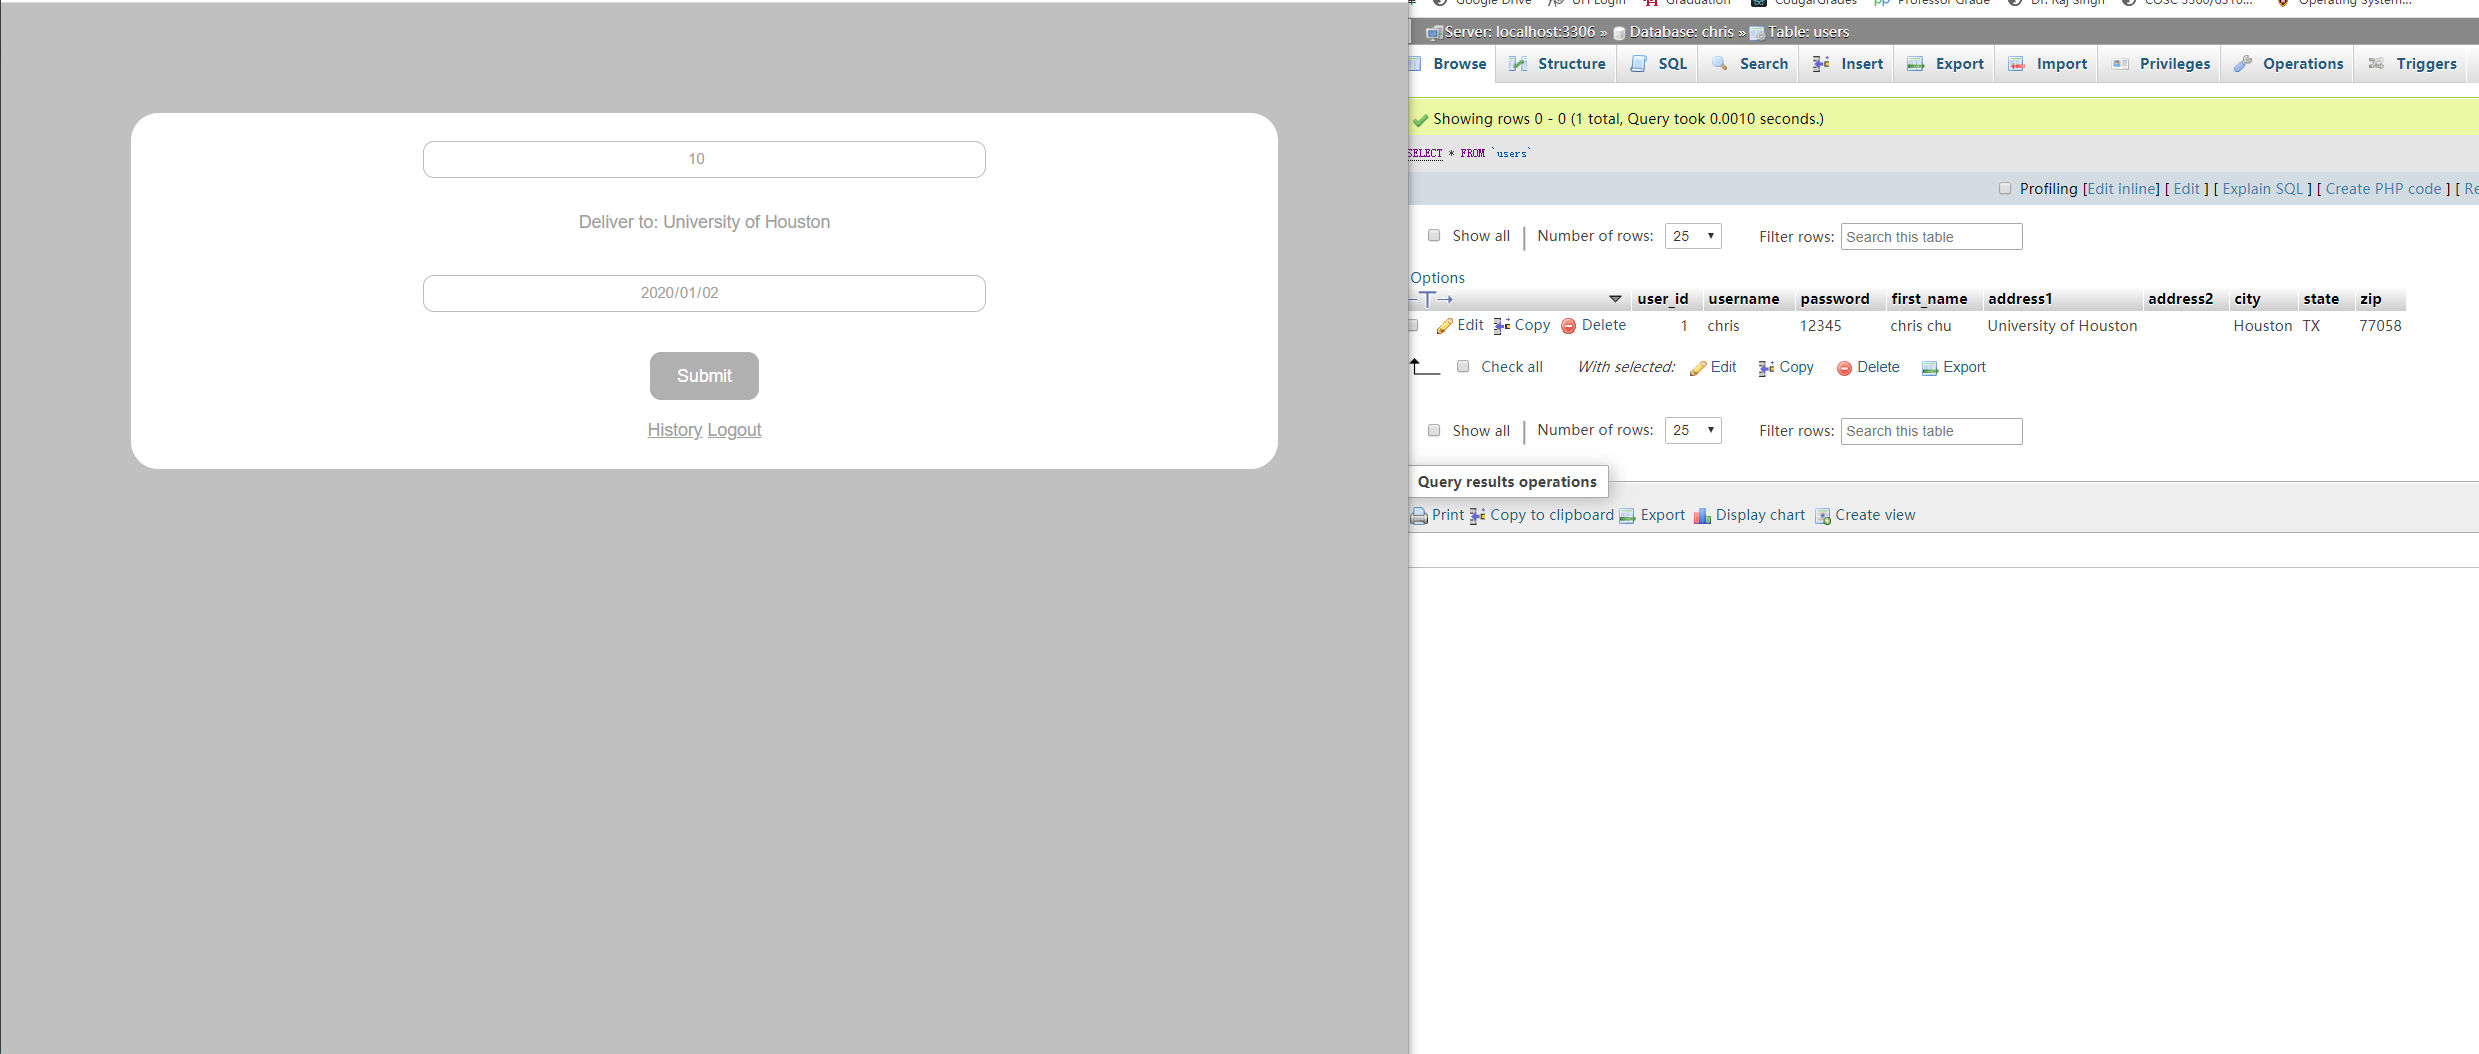 10
Deliver to: University of Houston
2020/01/02
Submit
History Logout
Google Drive UH Login Graduation CougarGrades Professor Grade Dr. Raj Singh COSC 3360/6310... Operating System...
Server: localhost:3306 » Database: chris » Table: users
Browse Structure SQL Search Insert Export Import Privileges Operations Triggers
Showing rows 0 - 0 (1 total, Query took 0.0010 seconds.)
SELECT * FROM `users`
Profiling [Edit inline] [ Edit ] [ Explain SQL ] [ Create PHP code ] [ Re
Show all Number of rows: 25 Filter rows: Search this table
Options
user_id username password first_name address1 address2 city state zip
Edit Copy Delete 1 chris 12345 chris chu University of Houston Houston TX 77058
Check all With selected: Edit Copy Delete Export
Show all Number of rows: 25 Filter rows: Search this table
Query results operations
Print Copy to clipboard Export Display chart Create view